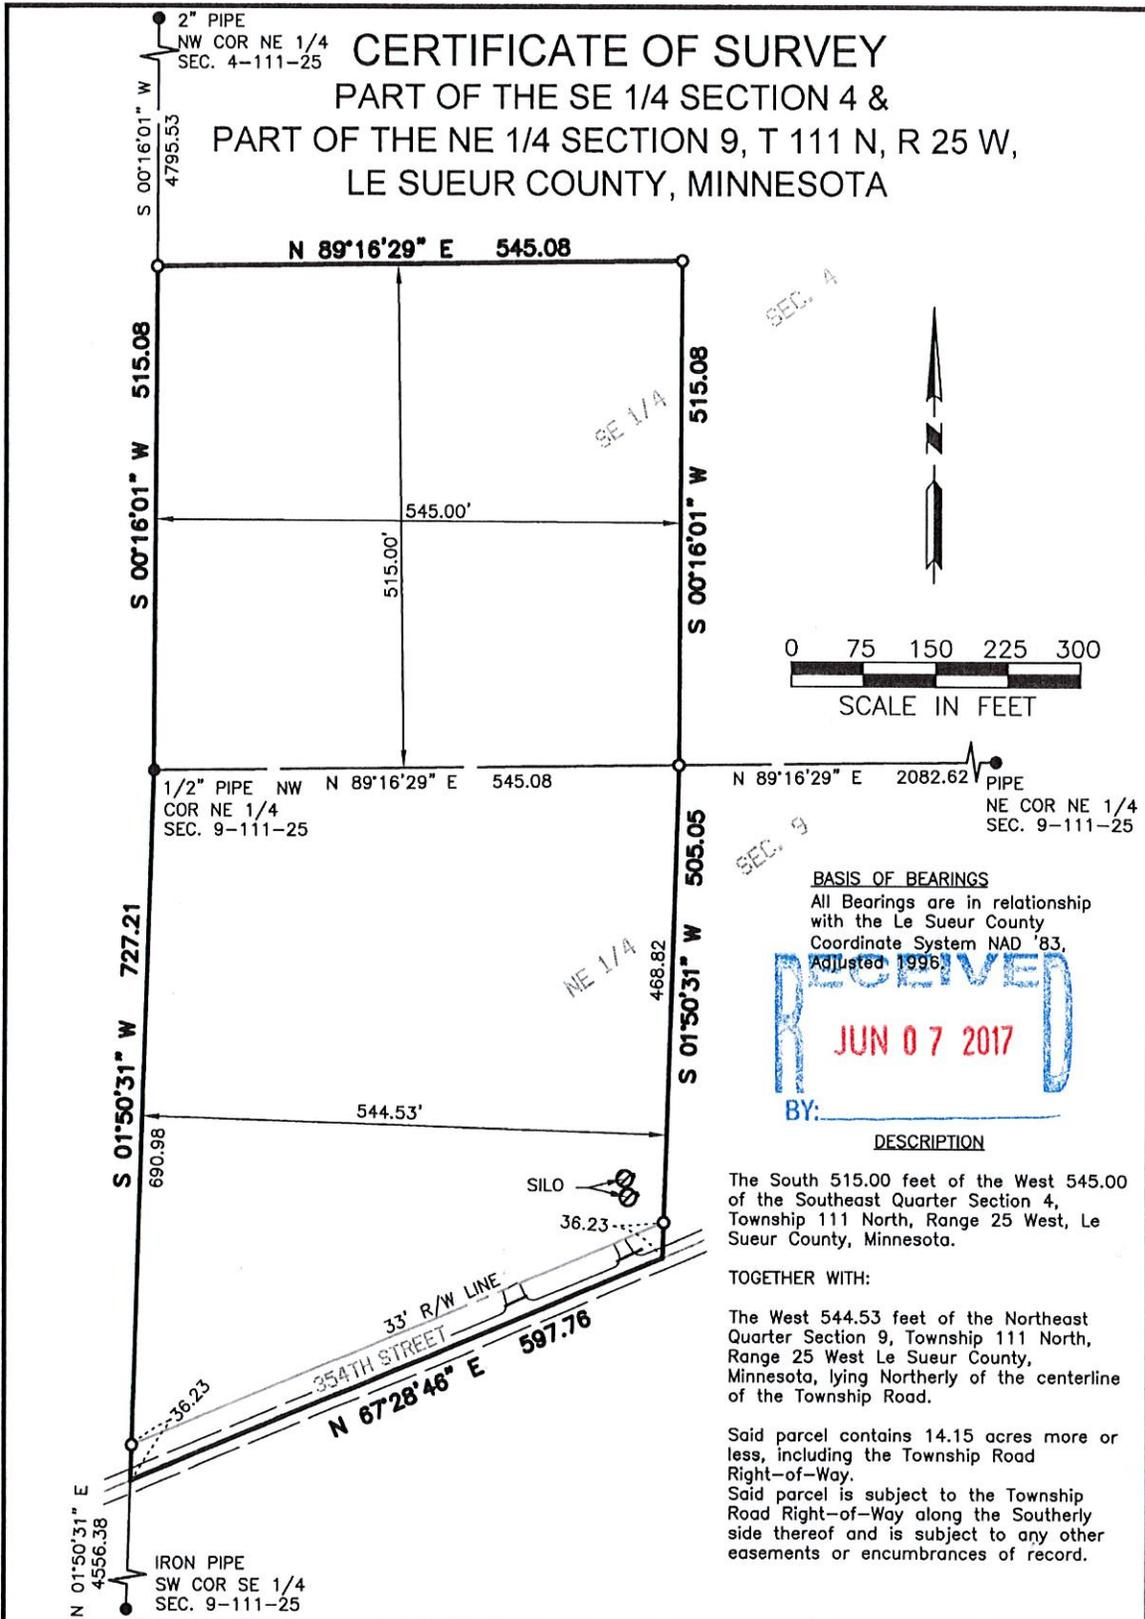 2" PIPE
NW COR NE 1/4
SEC. 4-111-25
CERTIFICATE OF SURVEY
PART OF THE SE 1/4 SECTION 4 &
PART OF THE NE 1/4 SECTION 9, T 111 N, R 25 W,
LE SUEUR COUNTY, MINNESOTA
S 00°16'01" W
4795.53
N 89°16'29" E 545.08
SEC. 4
S 00°16'01" W 515.08
SE 1/4
S 00°16'01" W 515.08
545.00'
515.00'
N
0 75 150 225 300
SCALE IN FEET
1/2" PIPE NW
COR NE 1/4
SEC. 9-111-25
N 89°16'29" E 545.08
N 89°16'29" E 2082.62
PIPE
NE COR NE 1/4
SEC. 9-111-25
SEC. 9
S 01°50'31" W 727.21
690.98
NE 1/4
468.82
S 01°50'31" W 505.05
BASIS OF BEARINGS
All Bearings are in relationship
with the Le Sueur County
Coordinate System NAD '83,
Adjusted 1996.
RECEIVED
JUN 07 2017
BY:
544.53'
SILO
36.23
33' R/W LINE
354TH STREET
N 67°28'46" E 597.76
36.23
N 01°50'31" E
4556.38
IRON PIPE
SW COR SE 1/4
SEC. 9-111-25
DESCRIPTION
The South 515.00 feet of the West 545.00
of the Southeast Quarter Section 4,
Township 111 North, Range 25 West, Le
Sueur County, Minnesota.
TOGETHER WITH:
The West 544.53 feet of the Northeast
Quarter Section 9, Township 111 North,
Range 25 West Le Sueur County,
Minnesota, lying Northerly of the centerline
of the Township Road.
Said parcel contains 14.15 acres more or
less, including the Township Road
Right-of-Way.
Said parcel is subject to the Township
Road Right-of-Way along the Southerly
side thereof and is subject to any other
easements or encumbrances of record.